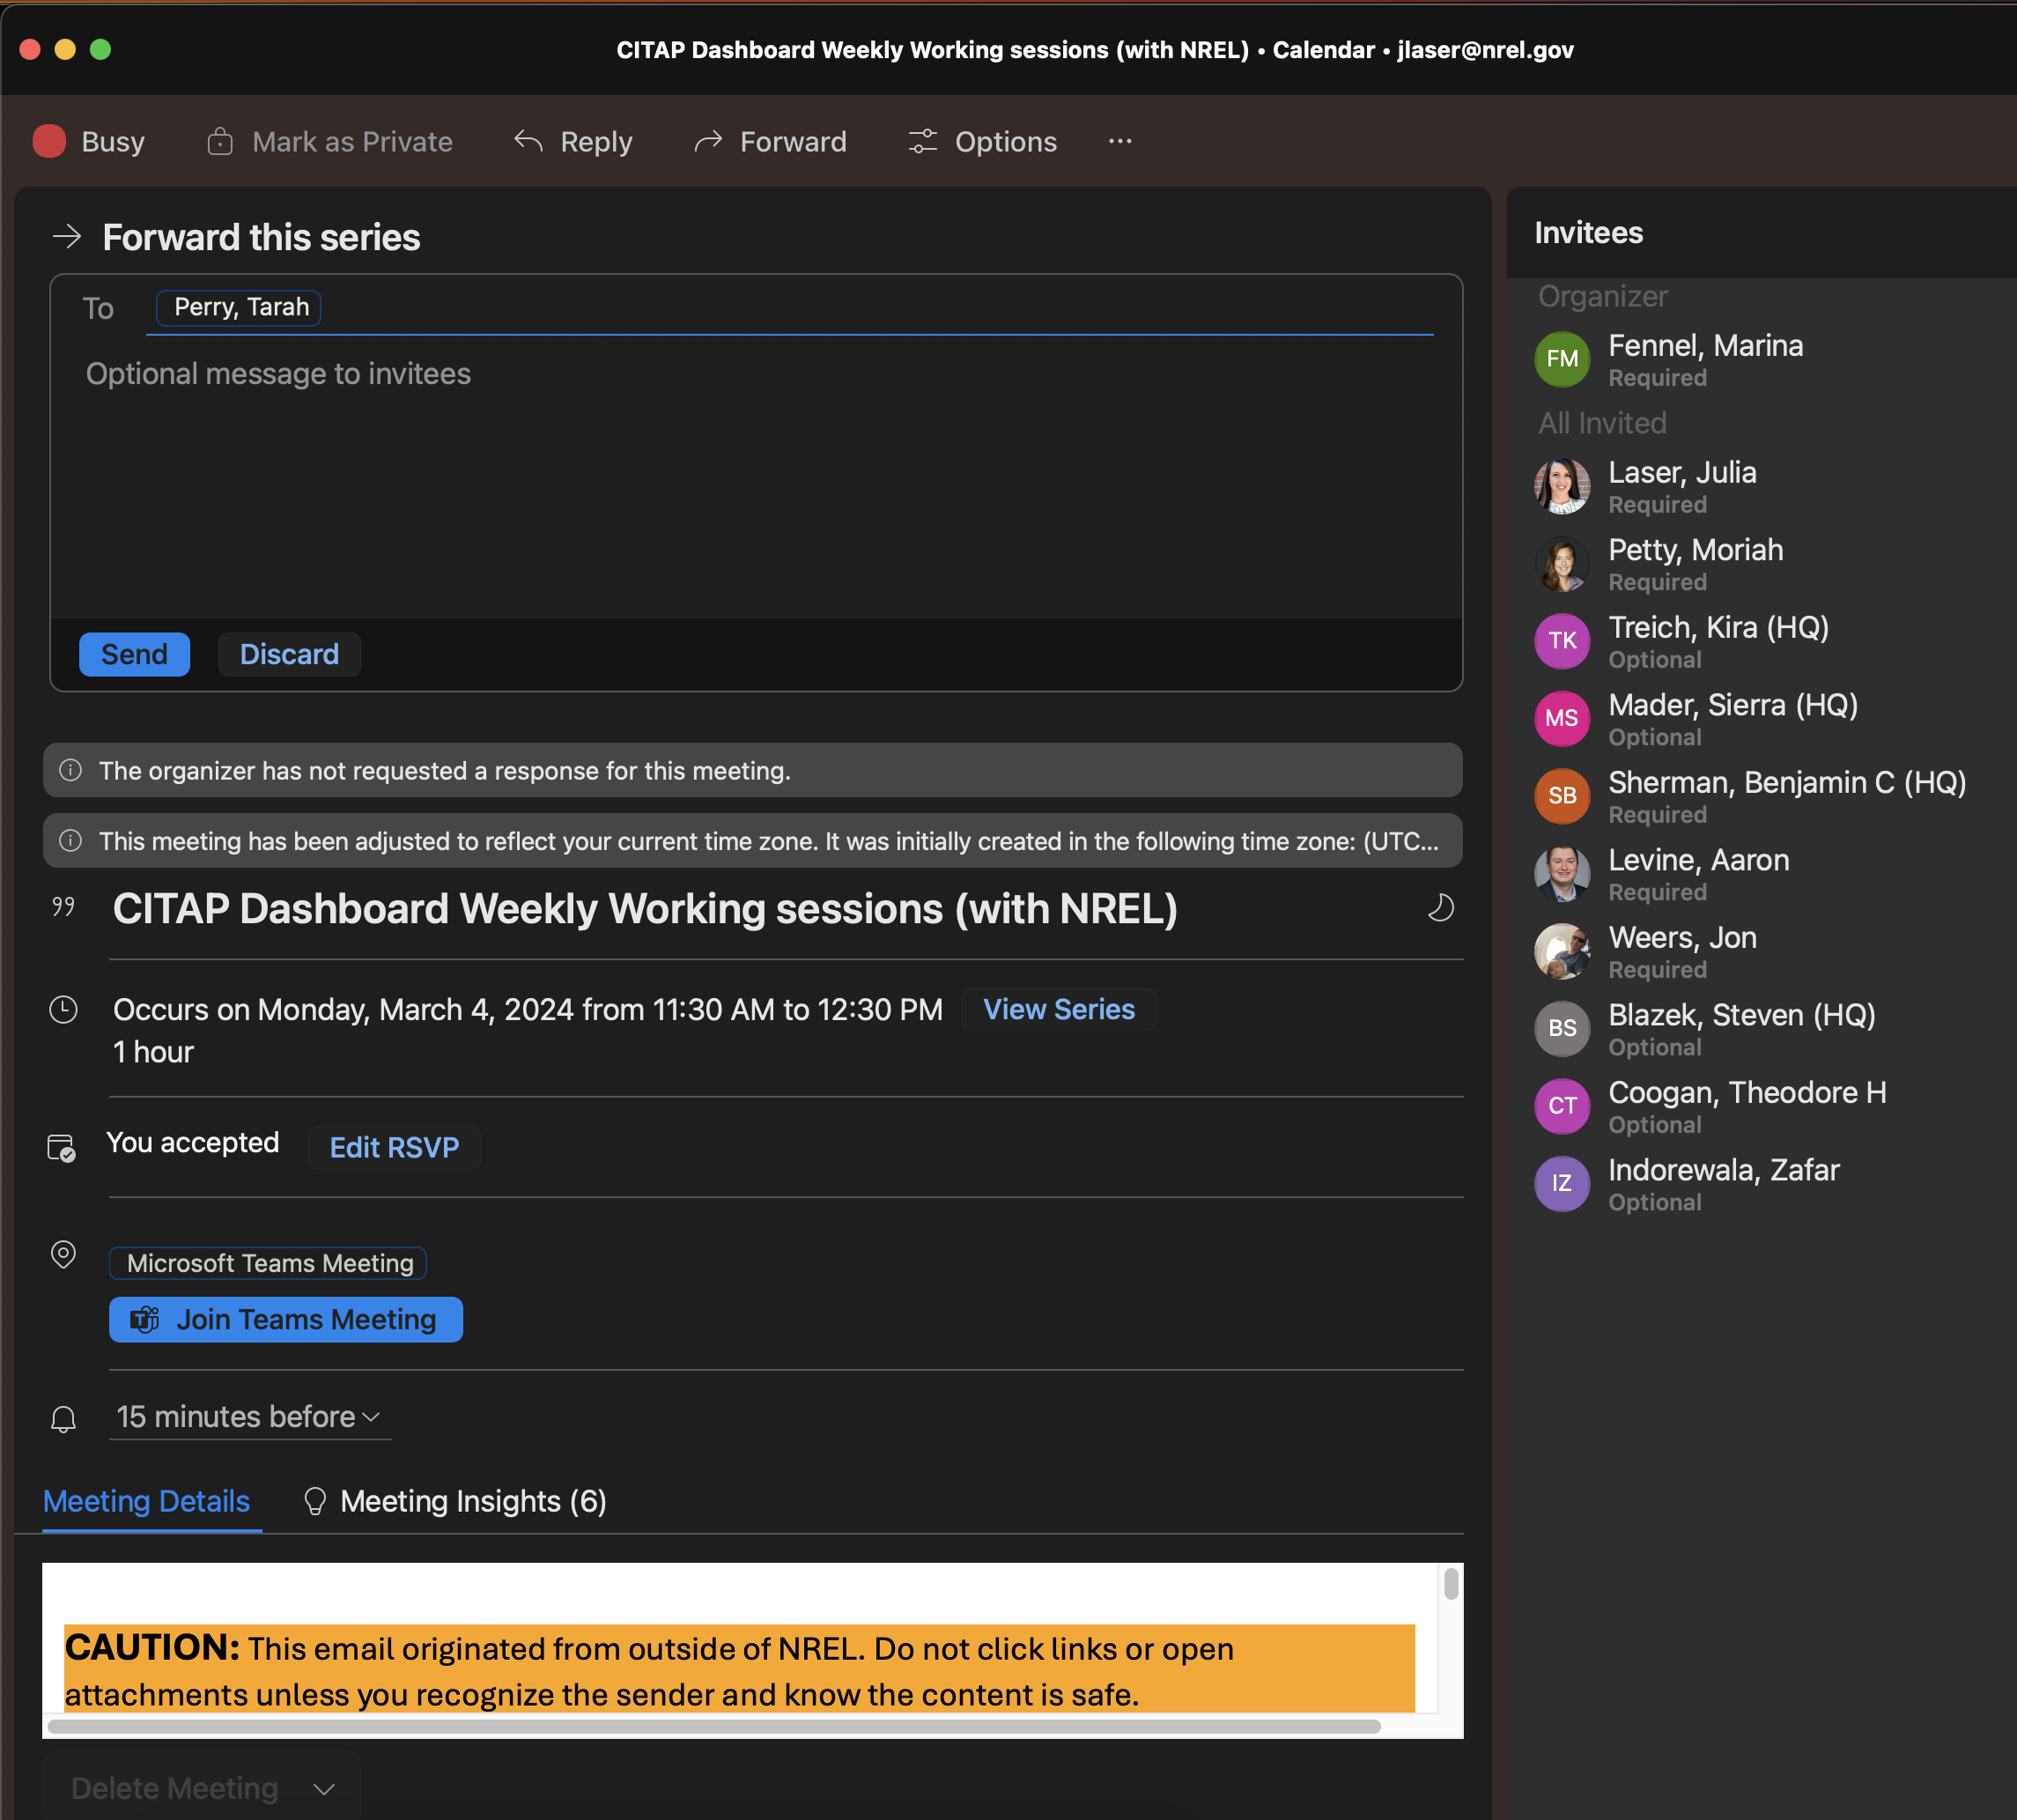 CITAP Dashboard Weekly Working sessions (with NREL) • Calendar • jlaser@nrel.gov
Busy
Mark as Private
Reply
Forward
Options
Forward this series
To
Perry, Tarah
Optional message to invitees
Send
Discard
The organizer has not requested a response for this meeting.
This meeting has been adjusted to reflect your current time zone. It was initially created in the following time zone: (UTC...
CITAP Dashboard Weekly Working sessions (with NREL)
Occurs on Monday, March 4, 2024 from 11:30 AM to 12:30 PM
View Series
1 hour
You accepted
Edit RSVP
Microsoft Teams Meeting
Join Teams Meeting
15 minutes before
Meeting Details
Meeting Insights (6)
CAUTION: This email originated from outside of NREL. Do not click links or open
attachments unless you recognize the sender and know the content is safe.
Delete Meeting
Invitees
Organizer
FM
Fennel, Marina
Required
All Invited
Laser, Julia
Required
Petty, Moriah
Required
TK
Treich, Kira (HQ)
Optional
MS
Mader, Sierra (HQ)
Optional
SB
Sherman, Benjamin C (HQ)
Required
Levine, Aaron
Required
Weers, Jon
Required
BS
Blazek, Steven (HQ)
Optional
CT
Coogan, Theodore H
Optional
IZ
Indorewala, Zafar
Optional